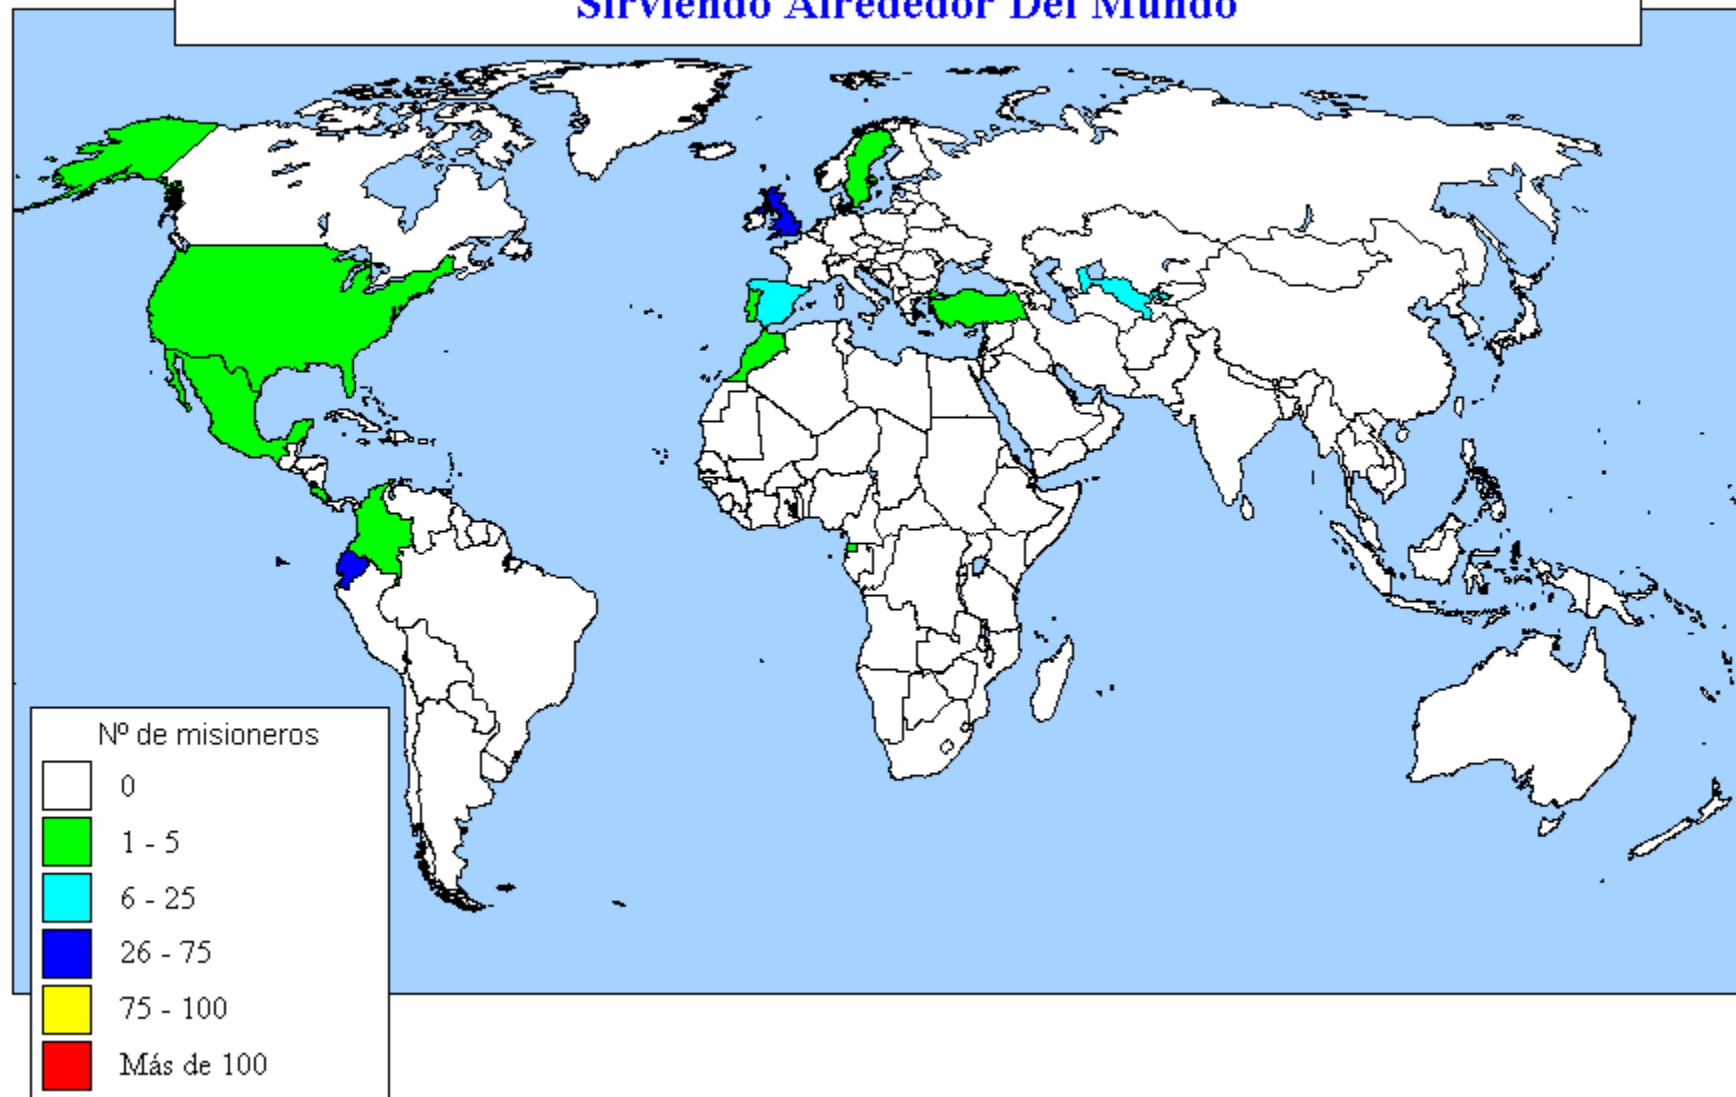 Sirviendo Alrededor Del Mundo
Nº de misioneros
0
1 - 5
6 - 25
26 - 75
75 - 100
Más de 100